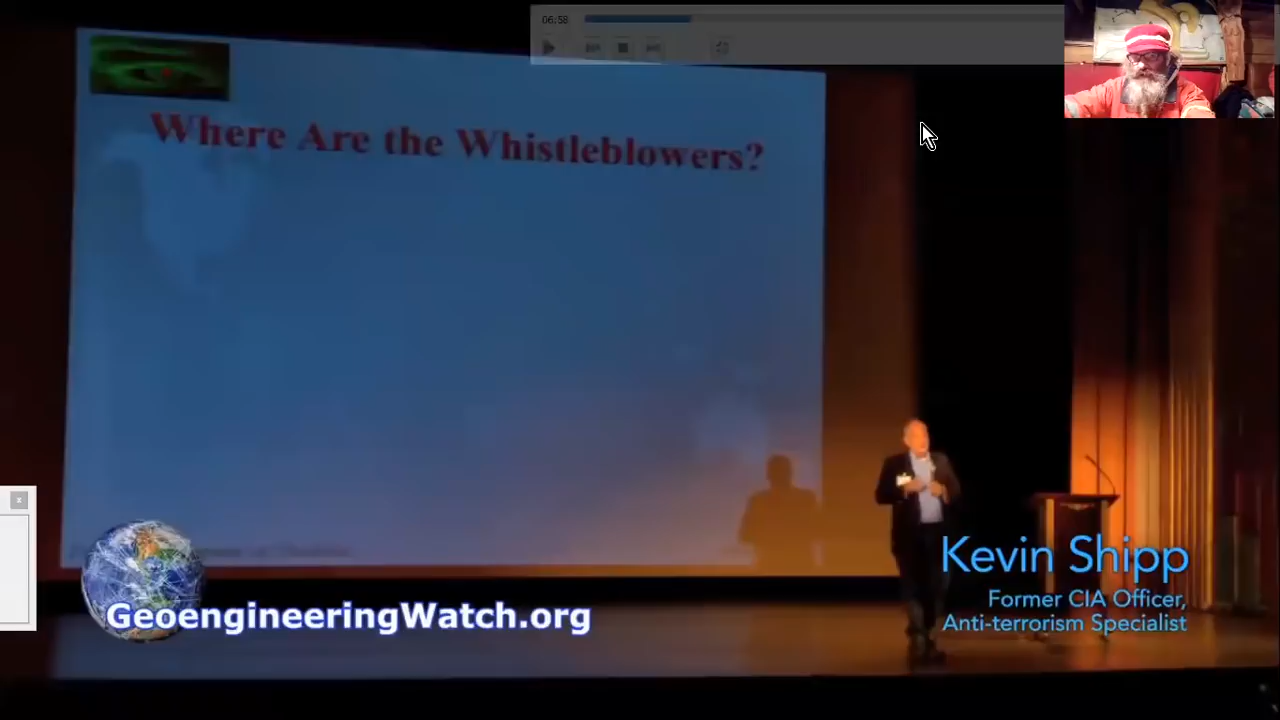 06:58
Where Are the Whistleblowers?
x
Kevin Shipp
Former CIA Officer,
Anti-terrorism Specialist
GeoengineeringWatch.org